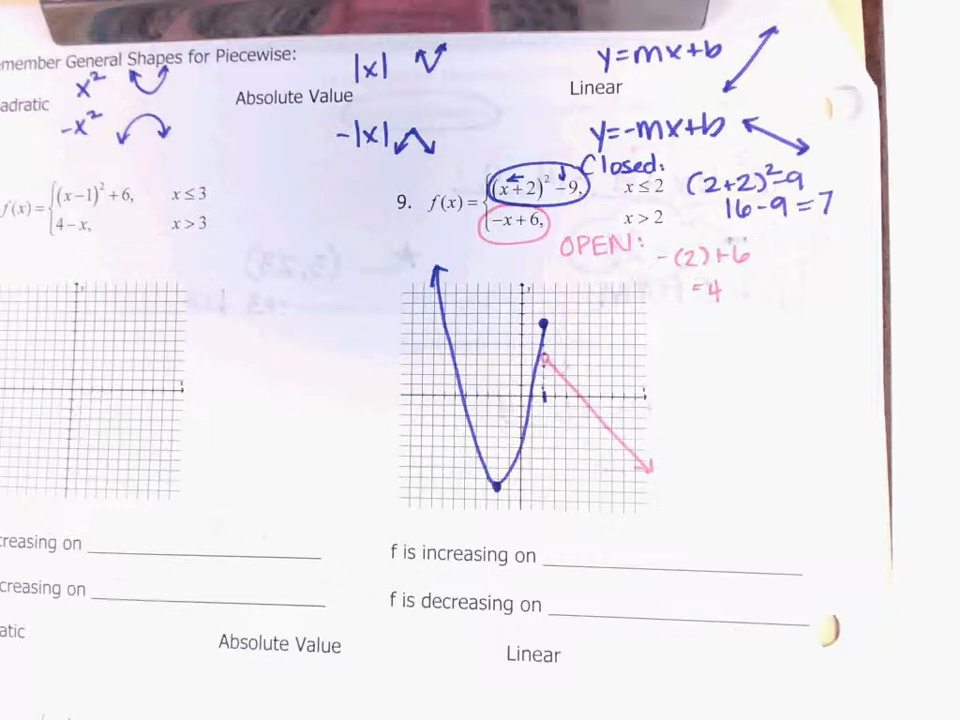 member General Shapes for Piecewise:
adratic
x²
-x²
Absolute Value
|x|
-|x|
Linear
y=mx+b
y=-mx+b
f(x)={(x−1)²+6, x≤3
4−x, x>3
9. f(x)={(x+2)²−9, x≤2
−x+6, x>2
Closed:
(2+2)²-9
16-9=7
OPEN:
-(2)+6
=4
creasing on
creasing on
f is increasing on
f is decreasing on
atic
Absolute Value
Linear